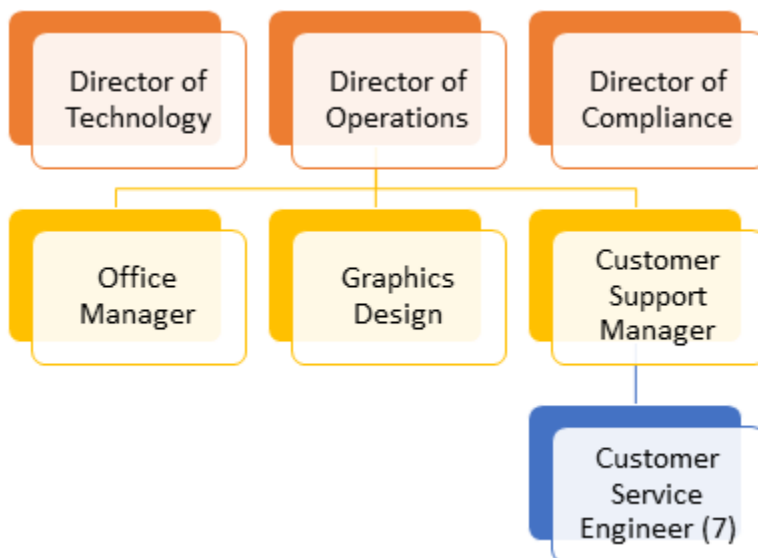 Director of
Technology
Director of
Operations
Director of
Compliance
Office
Manager
Graphics
Design
Customer
Support
Manager
Customer
Service
Engineer (7)